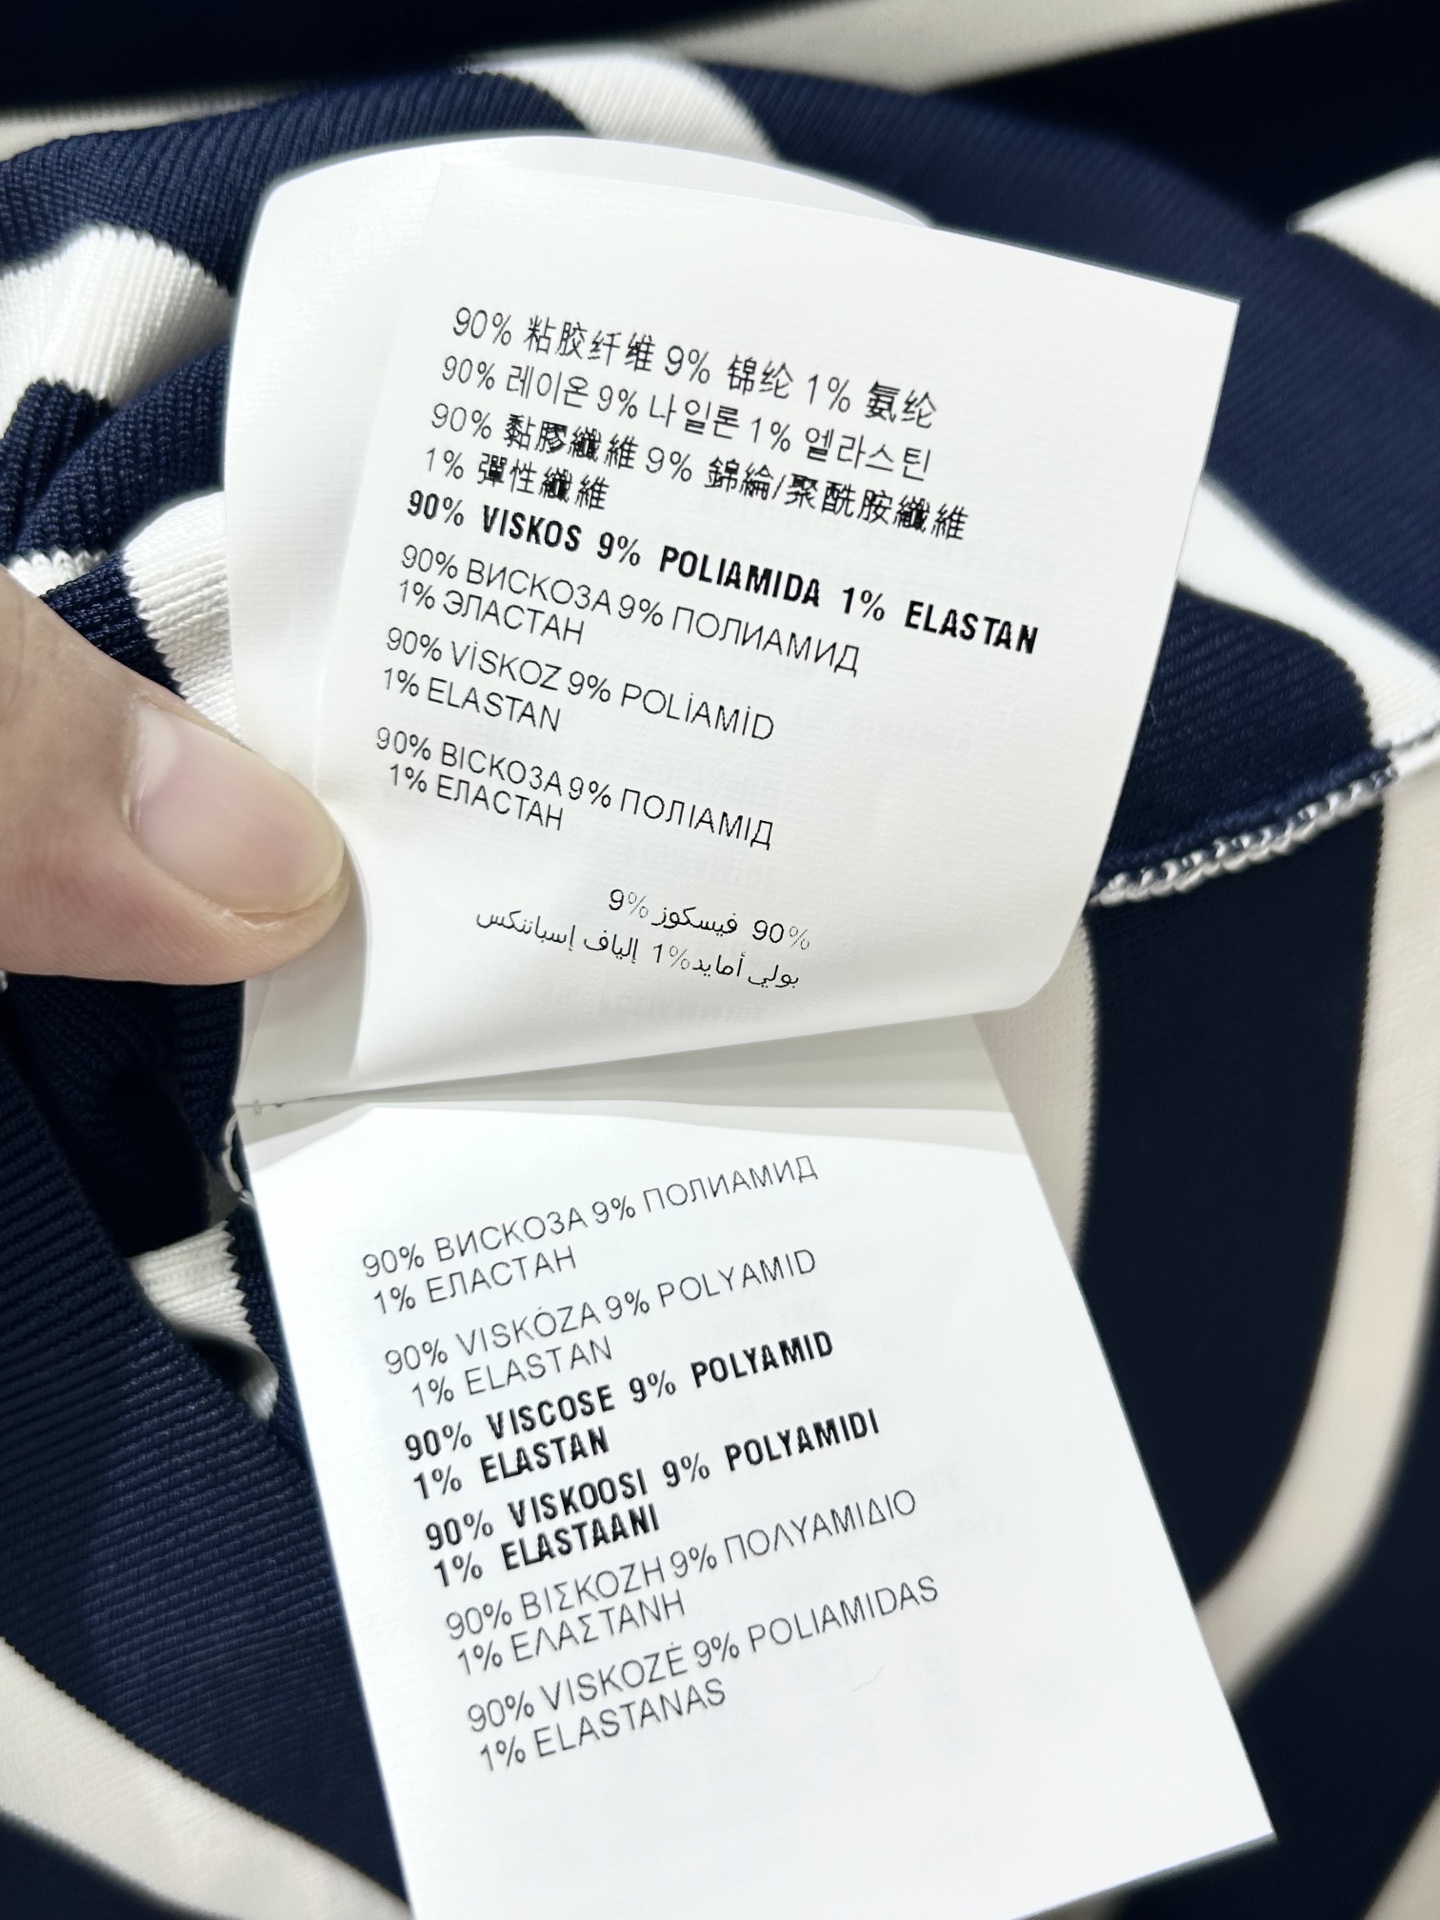 90% 粘胶纤维 9% 锦纶 1% 氨纶
90% 레이온 9% 나일론 1% 엘라스틴
90% 黏膠纖維 9% 錦綸/聚酰胺纖維
1% 彈性纖維
90% VISKOS 9% POLIAMIDA 1% ELASTAN
90% ВИСКОЗА 9% ПОЛИАМИД
1% ЭЛАСТАН
90% VİSKOZ 9% POLİAMİD
1% ELASTAN
90% ВІСКОЗА 9% ПОЛІАМІД
1% ЕЛАСТАН
90% فيسكوز 9%
بولي أمايد 1% إلياف إسباننكس
90% ВИСКОЗА 9% ПОЛИАМИД
1% ЕЛАСТАН
90% VISKÓZA 9% POLYAMID
1% ELASTAN
90% VISCOSE 9% POLYAMID
1% ELASTAN
90% VISKOOSI 9% POLYAMIDI
1% ELASTAANI
90% ΒΙΣΚΟΖΗ 9% ΠΟΛΥΑΜΙΔΙΟ
1% ΕΛΑΣΤΑΝΗ
90% VISKOZĖ 9% POLIAMIDAS
1% ELASTANAS